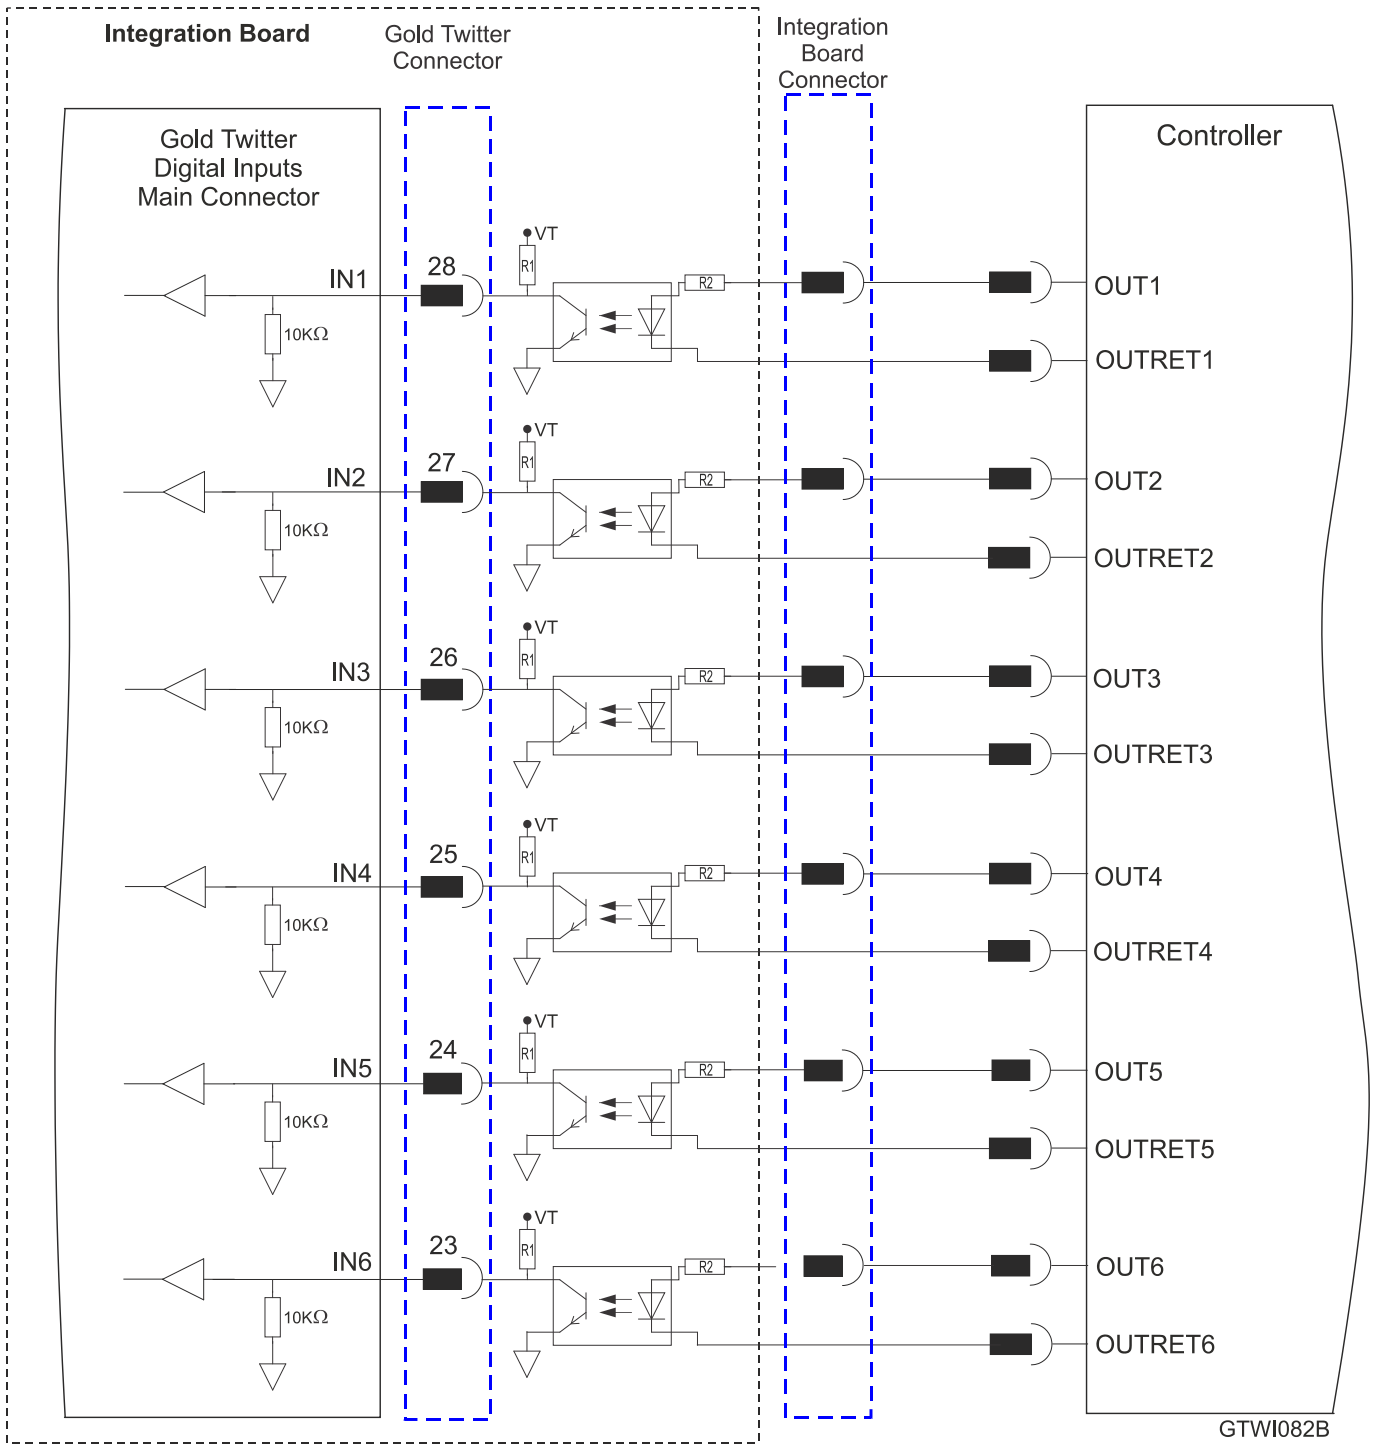 Integration Board
Gold Twitter
Connector
Integration
Board
Connector
Gold Twitter
Digital Inputs
Main Connector
Controller
VT
R1
IN1
28
R2
OUT1
10KΩ
OUTRET1
VT
R1
IN2
27
R2
OUT2
10KΩ
OUTRET2
VT
R1
IN3
26
R2
OUT3
10KΩ
OUTRET3
VT
R1
IN4
25
R2
OUT4
10KΩ
OUTRET4
VT
R1
IN5
24
R2
OUT5
10KΩ
OUTRET5
VT
R1
IN6
23
R2
OUT6
10KΩ
OUTRET6
GTWI082B